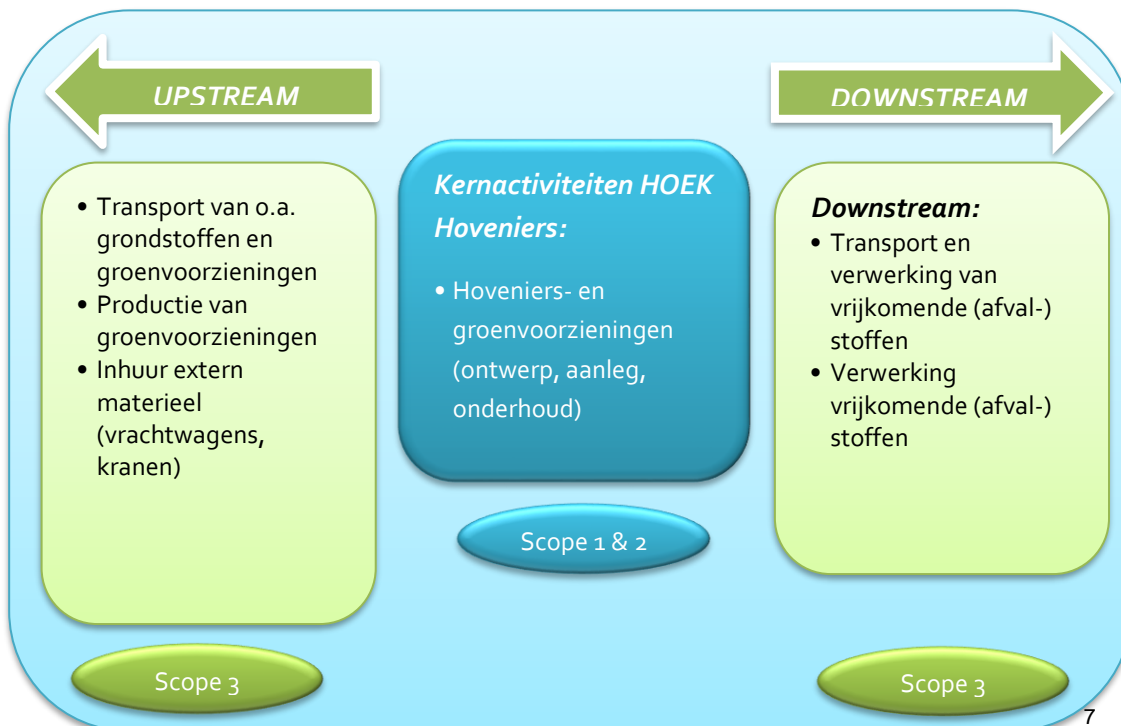 UPSTREAM
• Transport van o.a.
grondstoffen en
groenvoorzieningen
• Productie van
groenvoorzieningen
• Inhuur extern
materieel
(vrachtwagens,
kranen)
Scope 3
Kernactiviteiten HOEK
Hoveniers:
• Hoveniers- en
groenvoorzieningen
(ontwerp, aanleg,
onderhoud)
Scope 1 & 2
DOWNSTREAM
Downstream:
• Transport en
verwerking van
vrijkomende (afval-)
stoffen
• Verwerking
vrijkomende (afval-)
stoffen
Scope 3
7